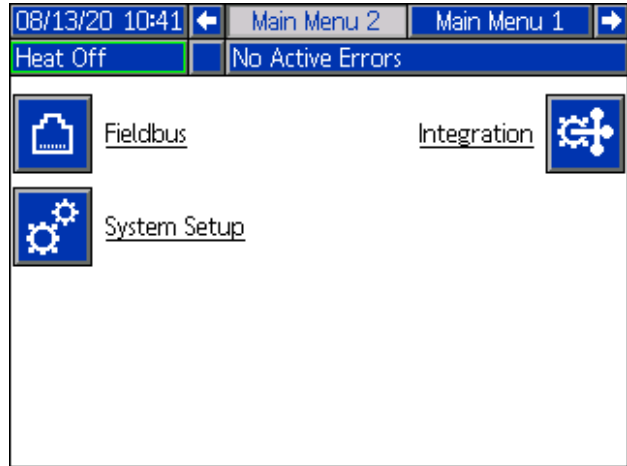 08/13/20 10:41 Main Menu 2 Main Menu 1
Heat Off No Active Errors
Fieldbus Integration
System Setup